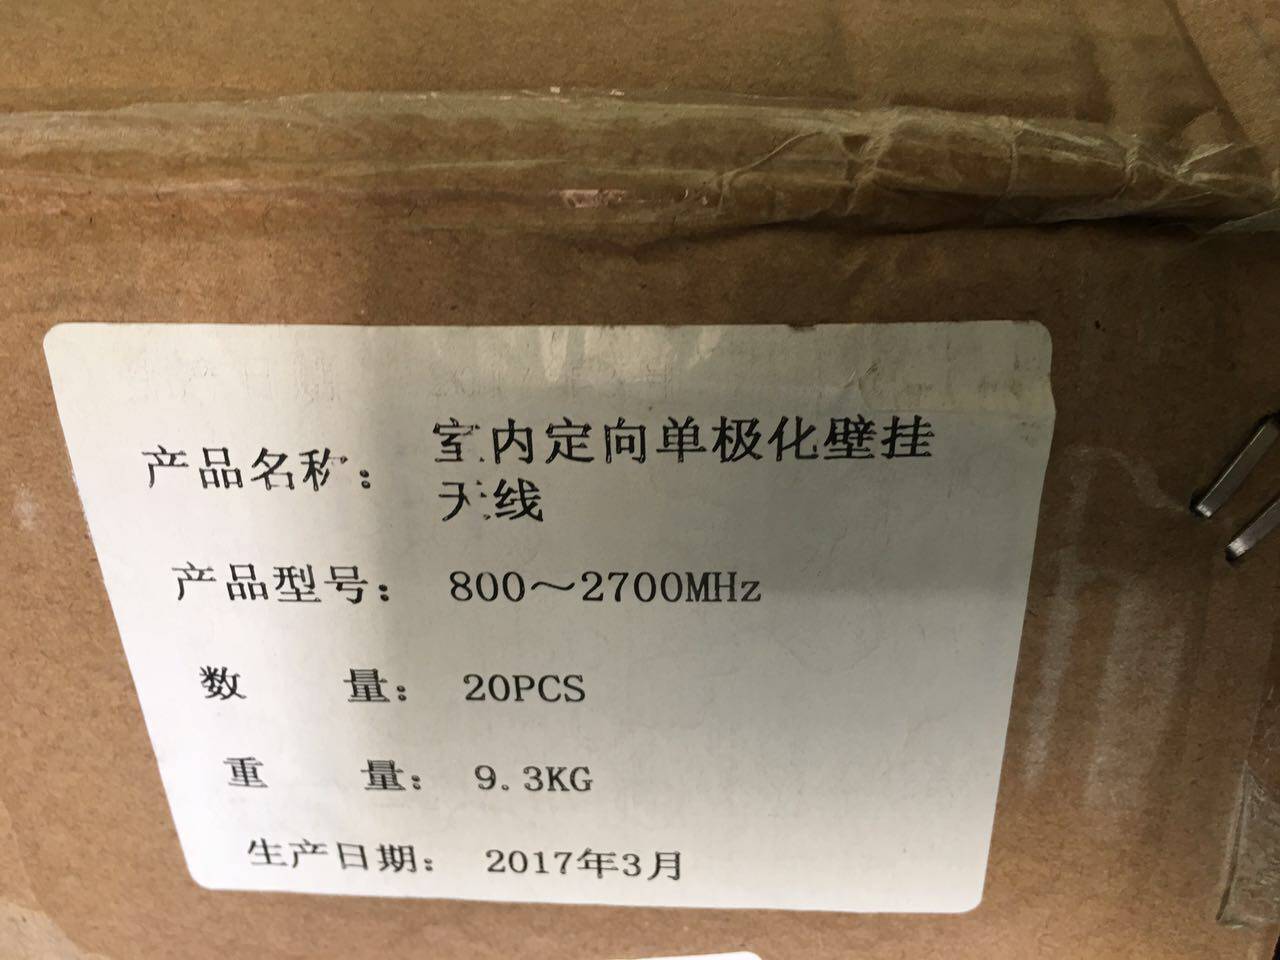 产品名称： 室内定向单极化壁挂
天线
产品型号： 800～2700MHz
数 量： 20PCS
重 量： 9.3KG
生产日期： 2017年3月